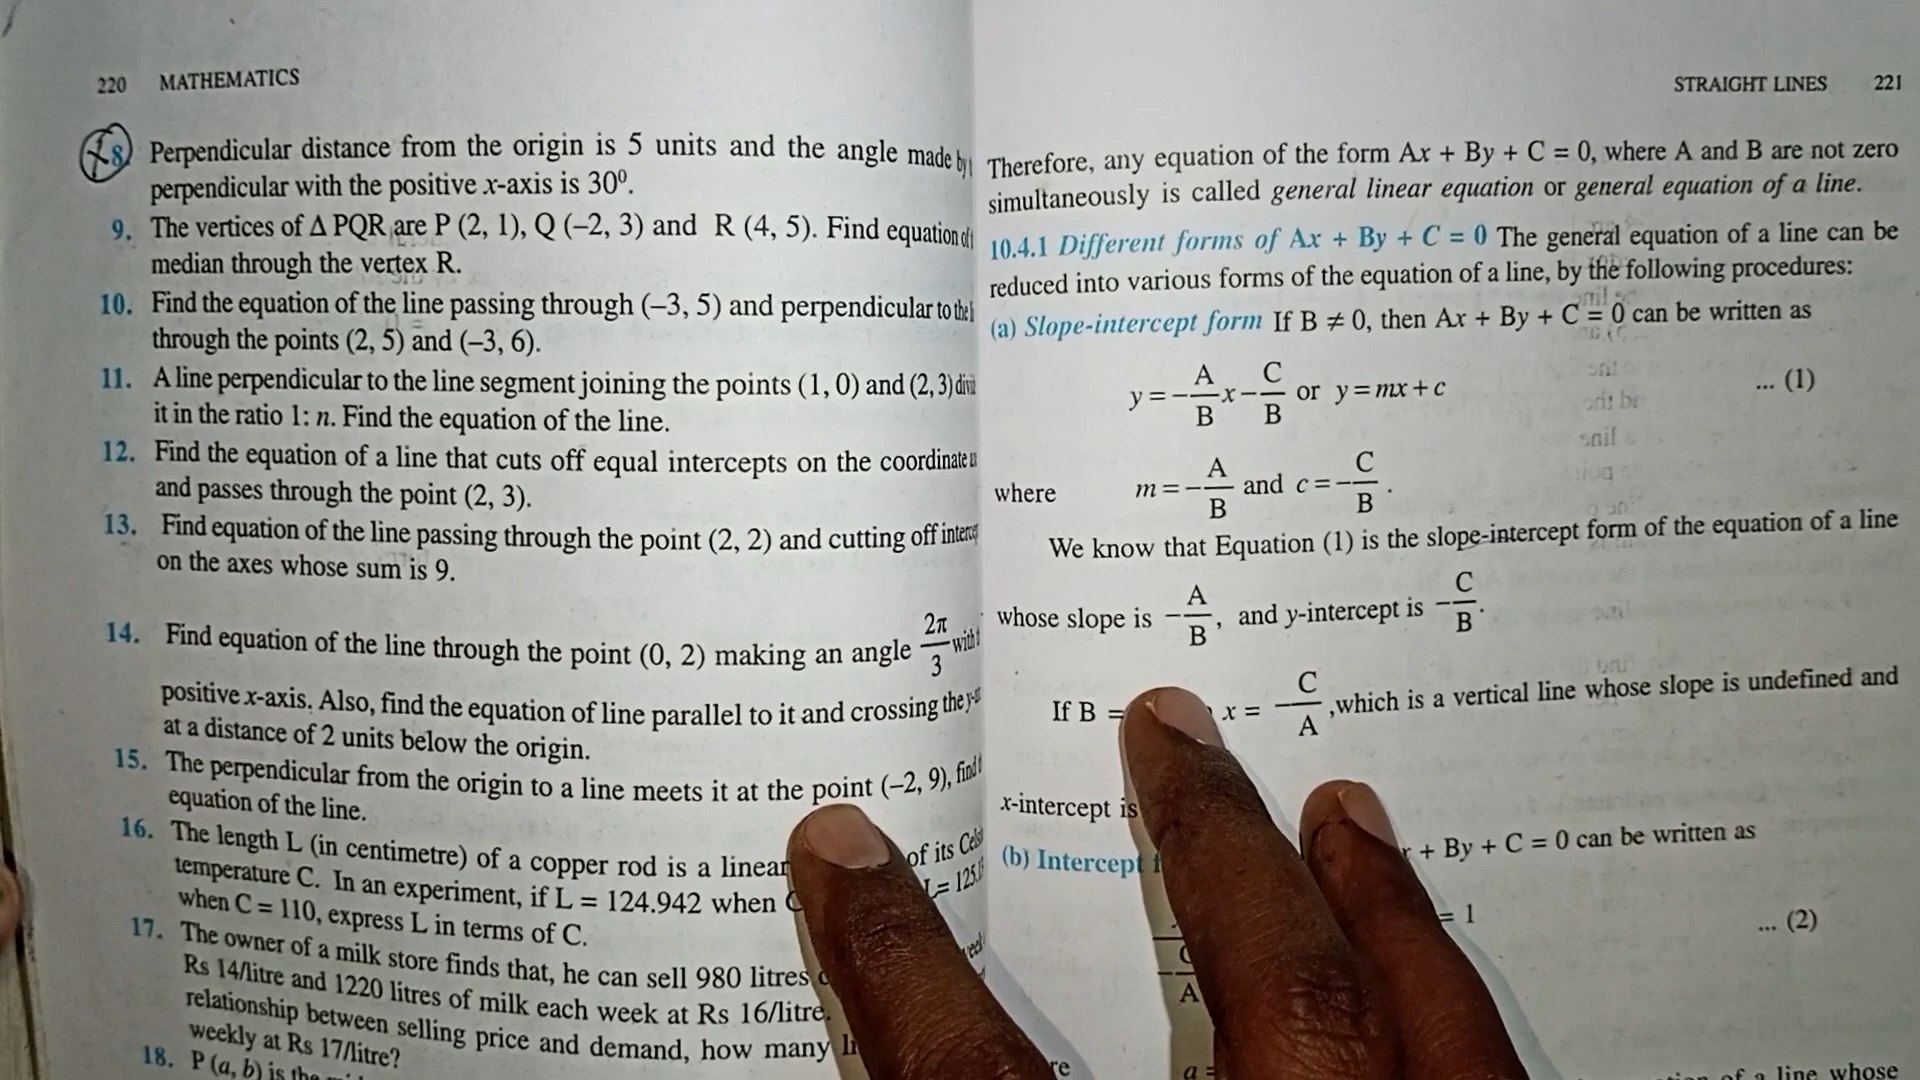 220 MATHEMATICS
8 Perpendicular distance from the origin is 5 units and the angle made by
perpendicular with the positive x-axis is 30⁰.
9. The vertices of Δ PQR are P (2, 1), Q (–2, 3) and R (4, 5). Find equation of
median through the vertex R.
10. Find the equation of the line passing through (–3, 5) and perpendicular to the
through the points (2, 5) and (–3, 6).
11. A line perpendicular to the line segment joining the points (1, 0) and (2, 3)
it in the ratio 1: n. Find the equation of the line.
12. Find the equation of a line that cuts off equal intercepts on the coordinate
and passes through the point (2, 3).
13. Find equation of the line passing through the point (2, 2) and cutting off
on the axes whose sum is 9.
14. Find equation of the line through the point (0, 2) making an angle 2π/3 with
positive x-axis. Also, find the equation of line parallel to it and crossing the
at a distance of 2 units below the origin.
15. The perpendicular from the origin to a line meets it at the point (–2, 9), find
equation of the line.
16. The length L (in centimetre) of a copper rod is a linear of its
temperature C. In an experiment, if L = 124.942 when L = 125.1
when C = 110, express L in terms of C.
17. The owner of a milk store finds that, he can sell 980 litres
Rs 14/litre and 1220 litres of milk each week at Rs 16/litre.
relationship between selling price and demand, how many
weekly at Rs 17/litre?
18. P (a, b) is the
STRAIGHT LINES 221
Therefore, any equation of the form Ax + By + C = 0, where A and B are not zero
simultaneously is called general linear equation or general equation of a line.
10.4.1 Different forms of Ax + By + C = 0 The general equation of a line can be
reduced into various forms of the equation of a line, by the following procedures:
(a) Slope-intercept form If B ≠ 0, then Ax + By + C = 0 can be written as
y = – A/B x – C/B or y = mx + c ... (1)
where m = – A/B and c = – C/B .
We know that Equation (1) is the slope-intercept form of the equation of a line
whose slope is – A/B , and y-intercept is – C/B .
If B = x = – C/A ,which is a vertical line whose slope is undefined and
x-intercept is
(b) Intercept + By + C = 0 can be written as
= 1 ... (2)
– C/A
a =
of a line whose